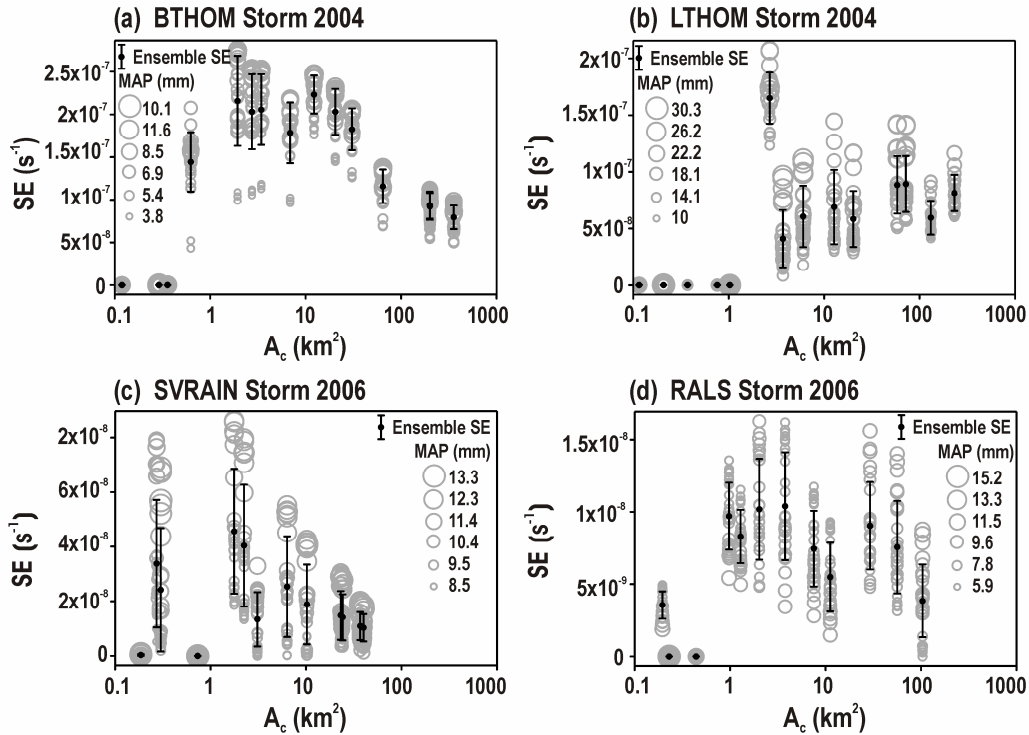 (a) BTHOM Storm 2004
Ensemble SE
MAP (mm)
10.1
11.6
8.5
6.9
5.4
3.8
2.5x10⁻⁷
2x10⁻⁷
1.5x10⁻⁷
1x10⁻⁷
5x10⁻⁸
0
SE (s⁻¹)
0.1 1 10 100 1000
A_c (km²)
(b) LTHOM Storm 2004
Ensemble SE
MAP (mm)
30.3
26.2
22.2
18.1
14.1
10
2x10⁻⁷
1.5x10⁻⁷
1x10⁻⁷
5x10⁻⁸
0
SE (s⁻¹)
0.1 1 10 100 1000
A_c (km²)
(c) SVRAIN Storm 2006
Ensemble SE
MAP (mm)
13.3
12.3
11.4
10.4
9.5
8.5
2x10⁻⁸
6x10⁻⁸
4x10⁻⁸
2x10⁻⁸
0
SE (s⁻¹)
0.1 1 10 100 1000
A_c (km²)
(d) RALS Storm 2006
Ensemble SE
MAP (mm)
15.2
13.3
11.5
9.6
7.8
5.9
1.5x10⁻⁸
1x10⁻⁸
5x10⁻⁹
0
SE (s⁻¹)
0.1 1 10 100 1000
A_c (km²)